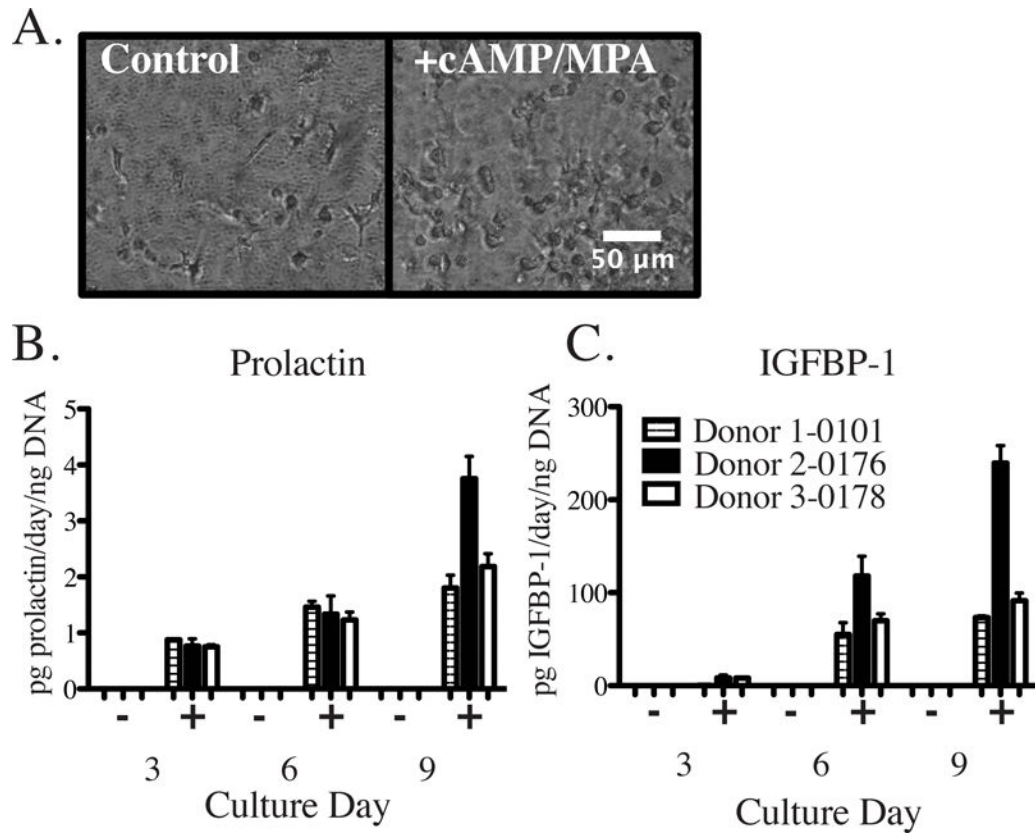 A.
Control
+cAMP/MPA
50 µm
B.
Prolactin
pg prolactin/day/ng DNA
5
4
3
2
1
0
- + - + - +
3 6 9
Culture Day
C.
IGFBP-1
pg IGFBP-1/day/ng DNA
300
200
100
0
Donor 1-0101
Donor 2-0176
Donor 3-0178
- + - + - +
3 6 9
Culture Day